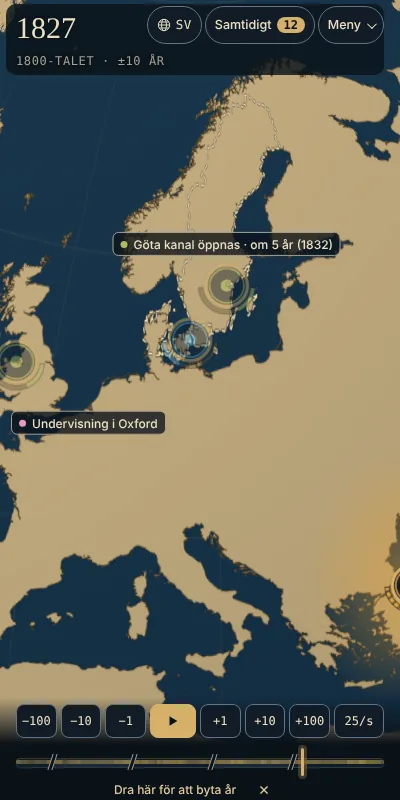 1827
SV
Samtidigt 12
Meny
1800-TALET · ±10 ÅR
Göta kanal öppnas · om 5 år (1832)
Undervisning i Oxford
−100
−10
−1
+1
+10
+100
25/s
Dra här för att byta år ×